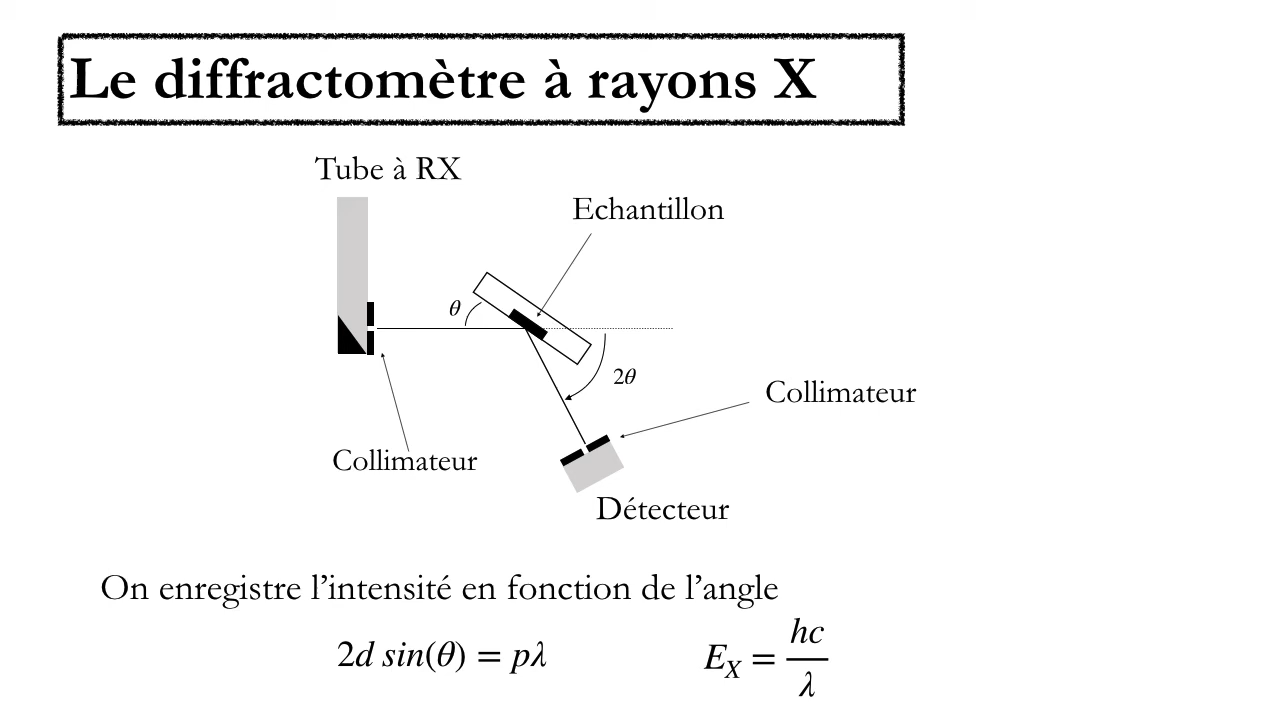 Le diffractomètre à rayons X
Tube à RX
Echantillon
θ
2θ
Collimateur
Collimateur
Détecteur
On enregistre l’intensité en fonction de l’angle
2d sin(θ) = pλ
E_X = hc/λ